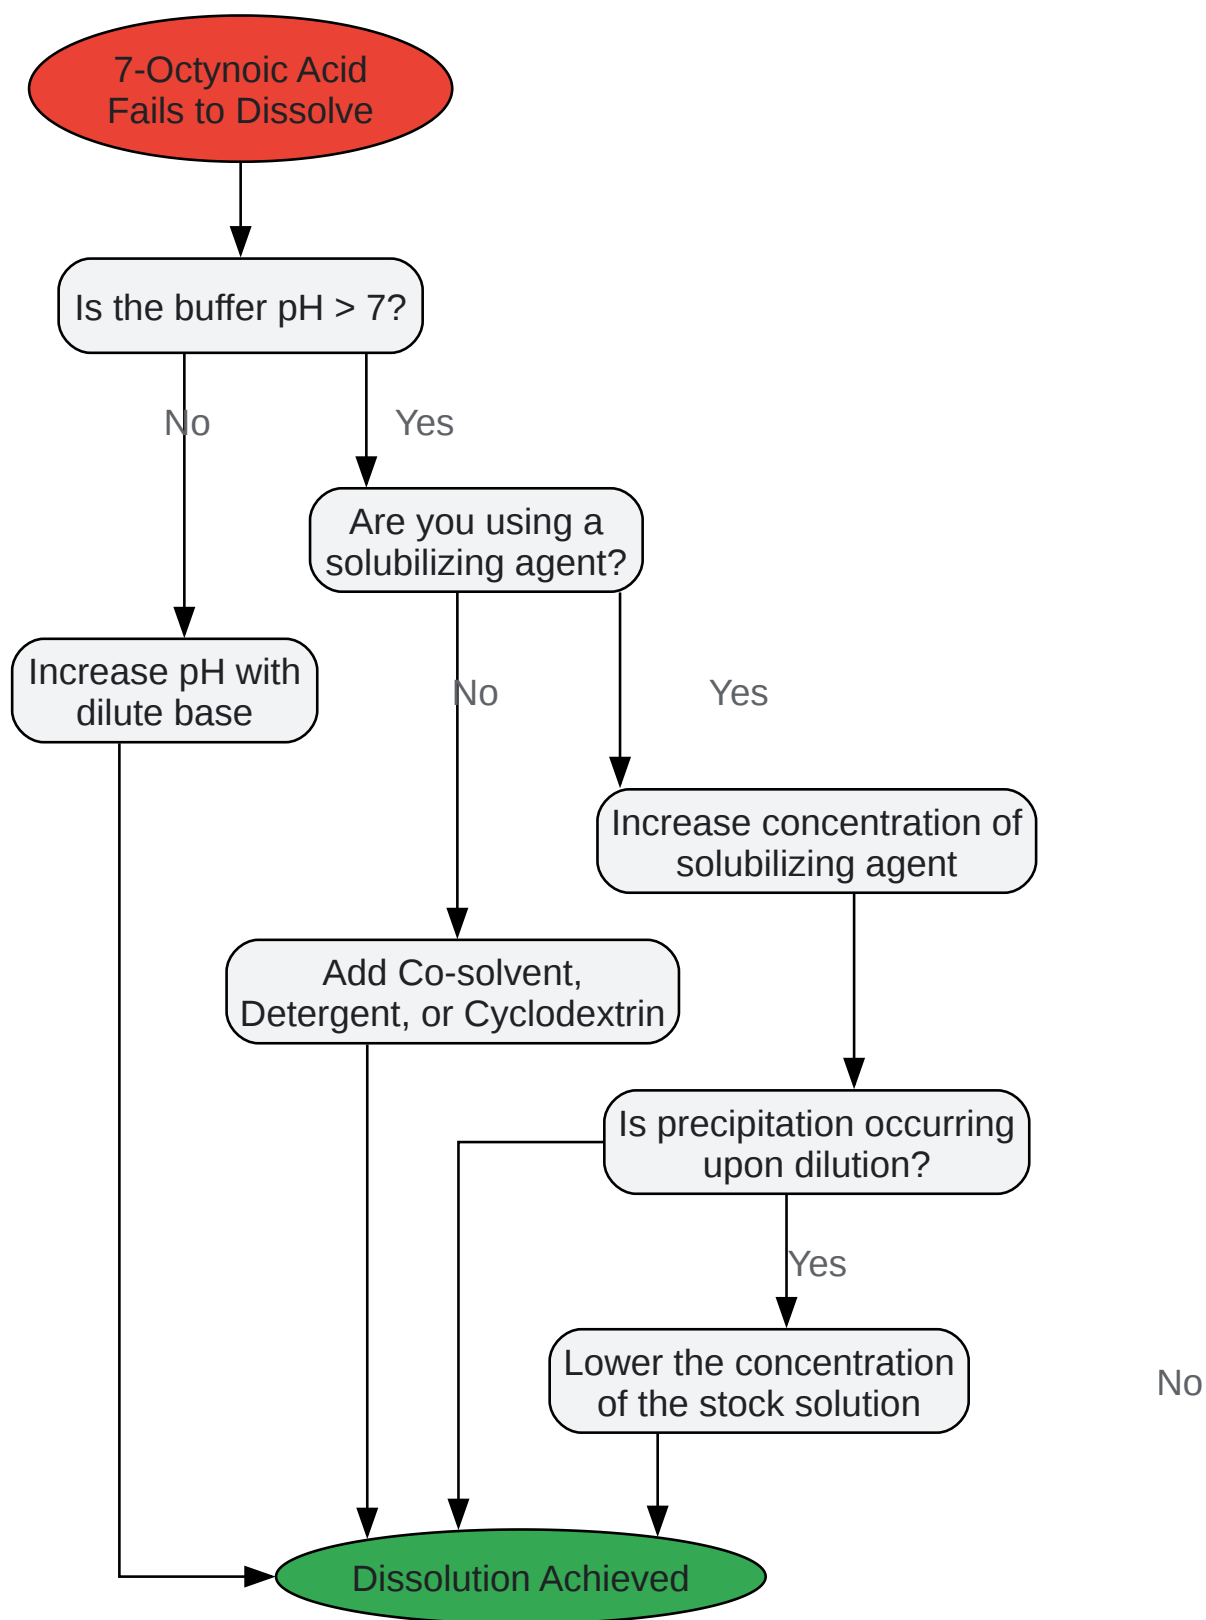 7-Octynoic Acid
Fails to Dissolve
Is the buffer pH > 7?
No
Yes
Are you using a
solubilizing agent?
Increase pH with
dilute base
No
Yes
Increase concentration of
solubilizing agent
Add Co-solvent,
Detergent, or Cyclodextrin
Is precipitation occurring
upon dilution?
Yes
Lower the concentration
of the stock solution
No
Dissolution Achieved